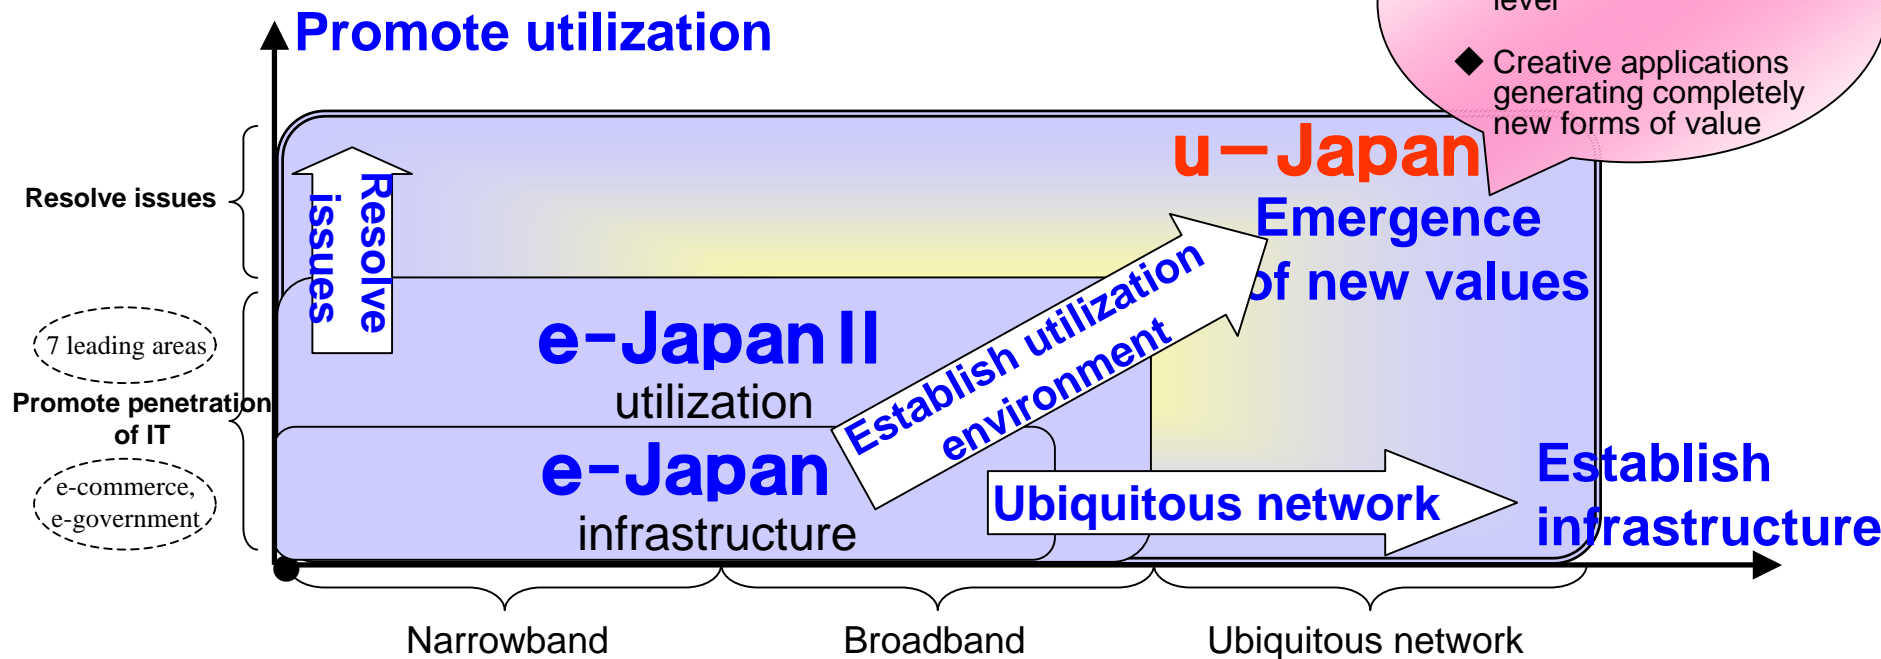 level
Promote utilization
◆ Creative applications
generating completely
new forms of value
u-Japan
Resolve issues
Resolve
issues
Emergence
of new values
Establish utilization
environment
e-Japan II
utilization
7 leading areas
Promote penetration
of IT
e-Japan
infrastructure
e-commerce,
e-government
Ubiquitous network
Establish
infrastructure
Narrowband
Broadband
Ubiquitous network